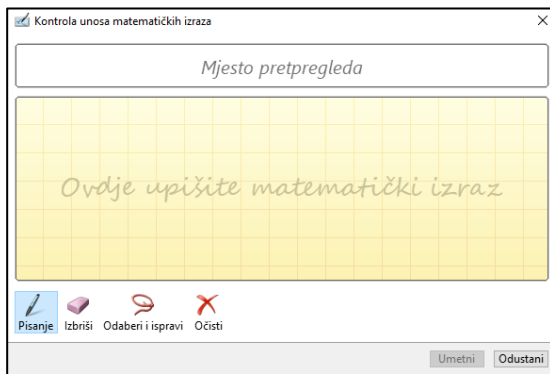 Kontrola unosa matematičkih izraza
Mjesto pretpregleda
Ovdje upišite matematički izraz
Pisanje Izbriši Odaberi i ispravi Očisti
Umetni Odustani